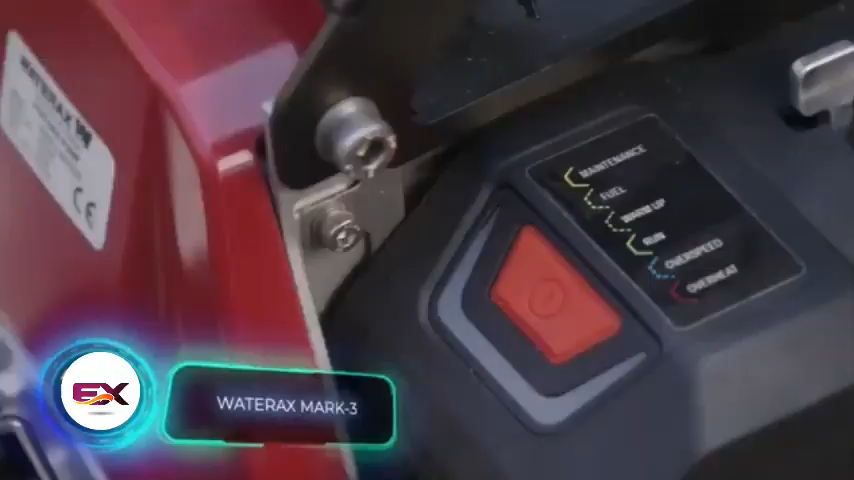 WATERAX
CE
MAINTENANCE
FUEL
WARM UP
RUN
OVERSPEED
OVERHEAT
EX
WATERAX MARK-3